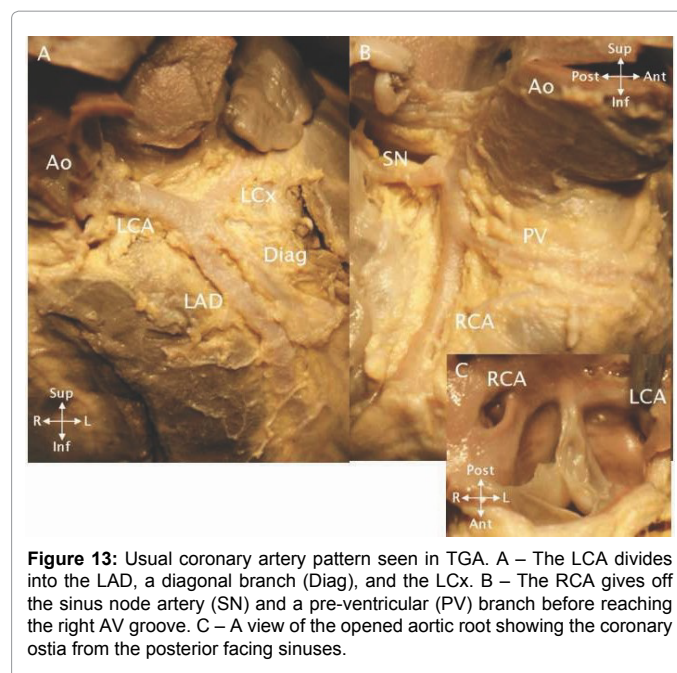 A
Ao
LCA
LCx
Diag
LAD
Sup
R L
Inf
B
Sup
Post Ant
Inf
Ao
SN
PV
RCA
C
RCA
LCA
Post
R L
Ant
Figure 13: Usual coronary artery pattern seen in TGA. A – The LCA divides
into the LAD, a diagonal branch (Diag), and the LCx. B – The RCA gives off
the sinus node artery (SN) and a pre-ventricular (PV) branch before reaching
the right AV groove. C – A view of the opened aortic root showing the coronary
ostia from the posterior facing sinuses.